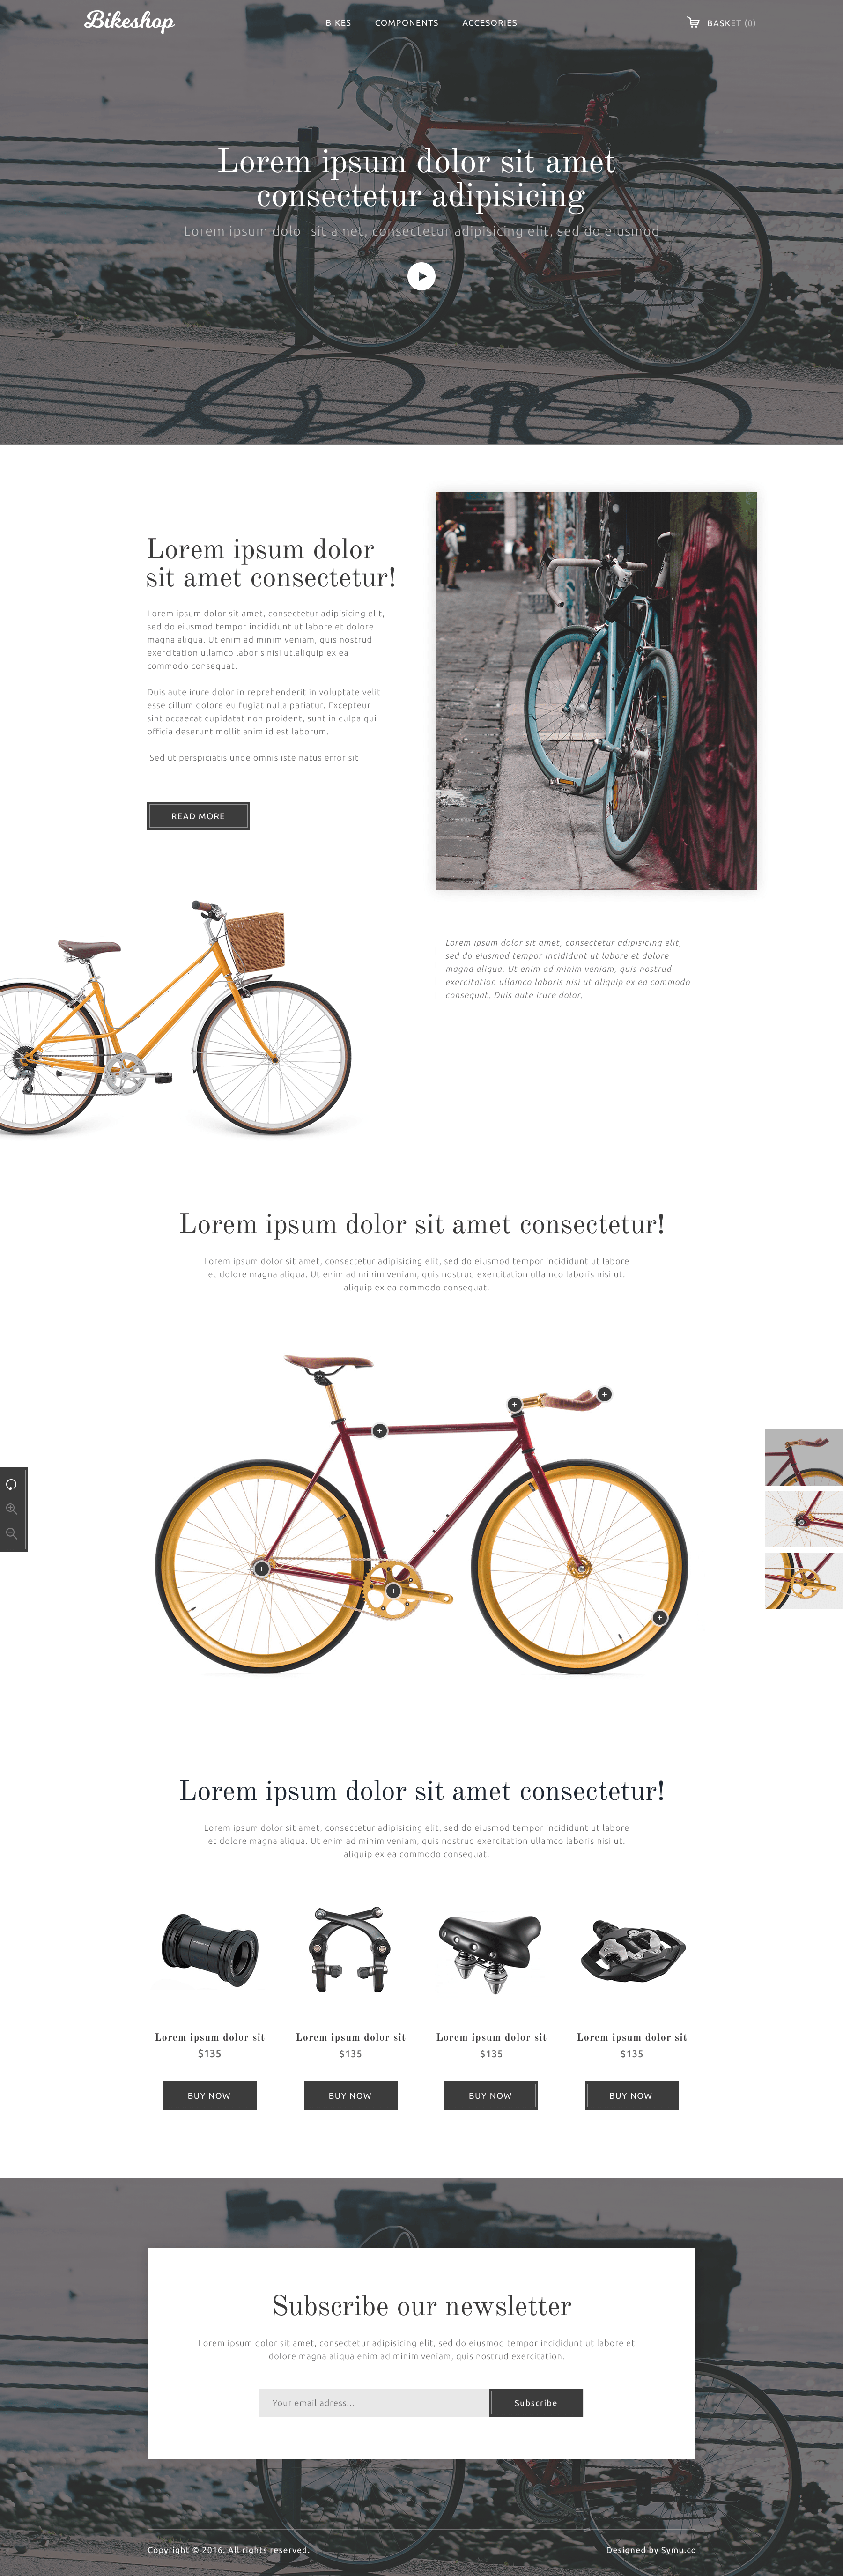 Bikeshop
BIKES COMPONENTS ACCESORIES
BASKET (0)
Lorem ipsum dolor sit amet
consectetur adipisicing
Lorem ipsum dolor sit amet, consectetur adipisicing elit, sed do eiusmod
Lorem ipsum dolor
sit amet consectetur!
Lorem ipsum dolor sit amet, consectetur adipisicing elit,
sed do eiusmod tempor incididunt ut labore et dolore
magna aliqua. Ut enim ad minim veniam, quis nostrud
exercitation ullamco laboris nisi ut.aliquip ex ea
commodo consequat.
Duis aute irure dolor in reprehenderit in voluptate velit
esse cillum dolore eu fugiat nulla pariatur. Excepteur
sint occaecat cupidatat non proident, sunt in culpa qui
officia deserunt mollit anim id est laborum.
Sed ut perspiciatis unde omnis iste natus error sit
READ MORE
Lorem ipsum dolor sit amet, consectetur adipisicing elit,
sed do eiusmod tempor incididunt ut labore et dolore
magna aliqua. Ut enim ad minim veniam, quis nostrud
exercitation ullamco laboris nisi ut aliquip ex ea commodo
consequat. Duis aute irure dolor.
Lorem ipsum dolor sit amet consectetur!
Lorem ipsum dolor sit amet, consectetur adipisicing elit, sed do eiusmod tempor incididunt ut labore
et dolore magna aliqua. Ut enim ad minim veniam, quis nostrud exercitation ullamco laboris nisi ut.
aliquip ex ea commodo consequat.
Lorem ipsum dolor sit amet consectetur!
Lorem ipsum dolor sit amet, consectetur adipisicing elit, sed do eiusmod tempor incididunt ut labore
et dolore magna aliqua. Ut enim ad minim veniam, quis nostrud exercitation ullamco laboris nisi ut.
aliquip ex ea commodo consequat.
Lorem ipsum dolor sit
$135
BUY NOW
Lorem ipsum dolor sit
$135
BUY NOW
Lorem ipsum dolor sit
$135
BUY NOW
Lorem ipsum dolor sit
$135
BUY NOW
Subscribe our newsletter
Lorem ipsum dolor sit amet, consectetur adipisicing elit, sed do eiusmod tempor incididunt ut labore et
dolore magna aliqua enim ad minim veniam, quis nostrud exercitation.
Your email adress...
Subscribe
Copyright © 2016. All rights reserved.
Designed by Symu.co